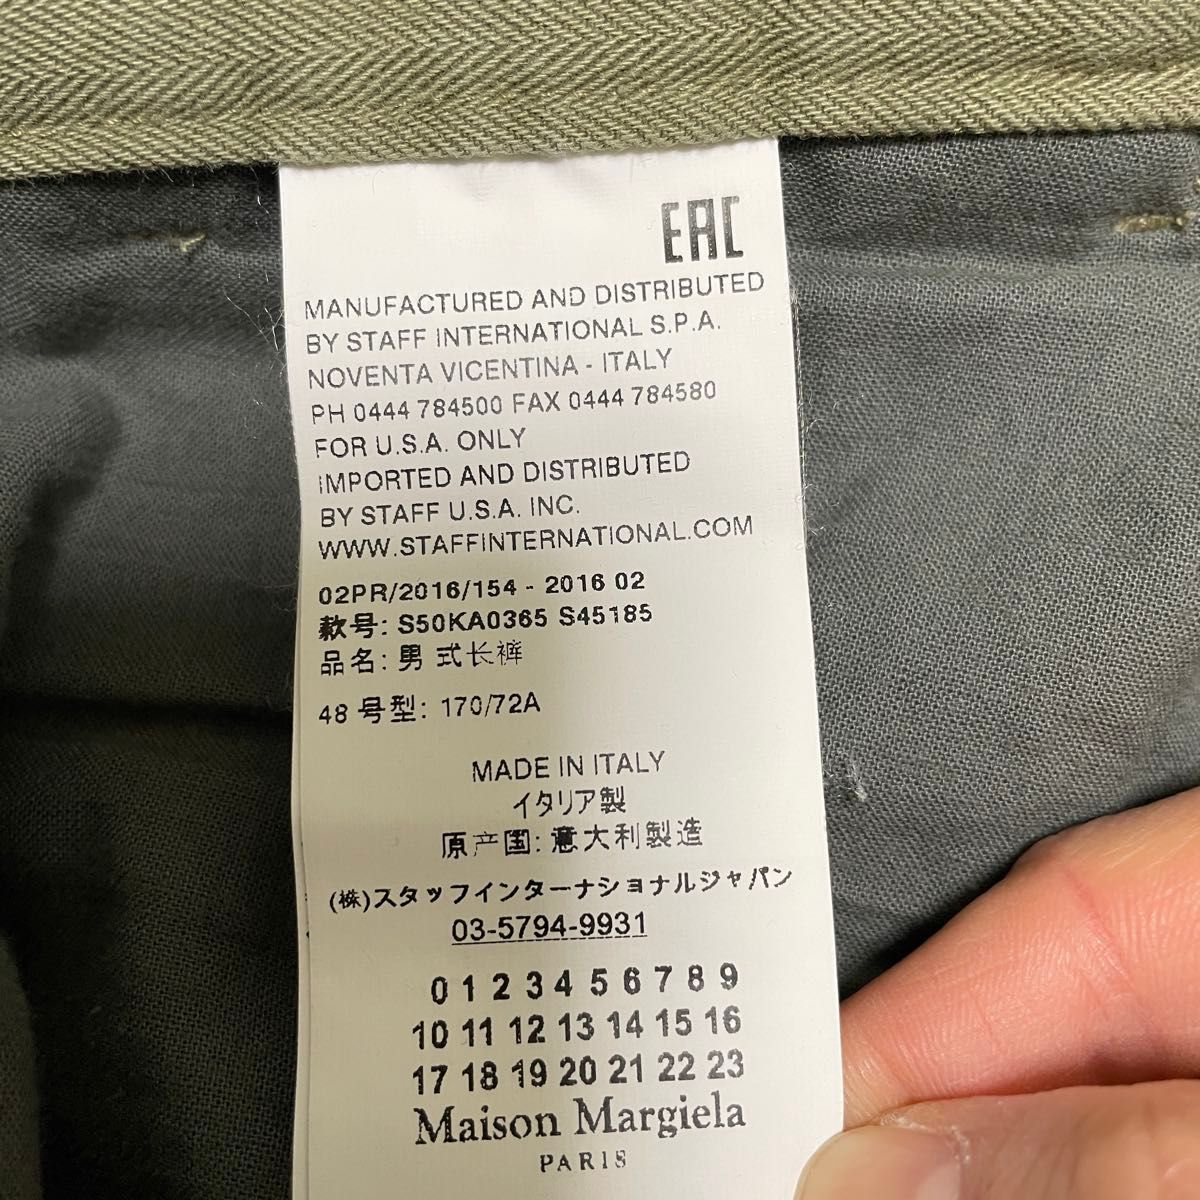 EAC
MANUFACTURED AND DISTRIBUTED
BY STAFF INTERNATIONAL S.P.A.
NOVENTA VICENTINA - ITALY
PH 0444 784500 FAX 0444 784580
FOR U.S.A. ONLY
IMPORTED AND DISTRIBUTED
BY STAFF U.S.A. INC.
WWW.STAFFINTERNATIONAL.COM
02PR/2016/154 - 2016 02
款号: S50KA0365 S45185
品名: 男 式长裤
48 号型: 170/72A
MADE IN ITALY
イタリア製
原产国: 意大利製造
(株)スタッフインターナショナルジャパン
03-5794-9931
0 1 2 3 4 5 6 7 8 9
10 11 12 13 14 15 16
17 18 19 20 21 22 23
Maison Margiela
PARIS